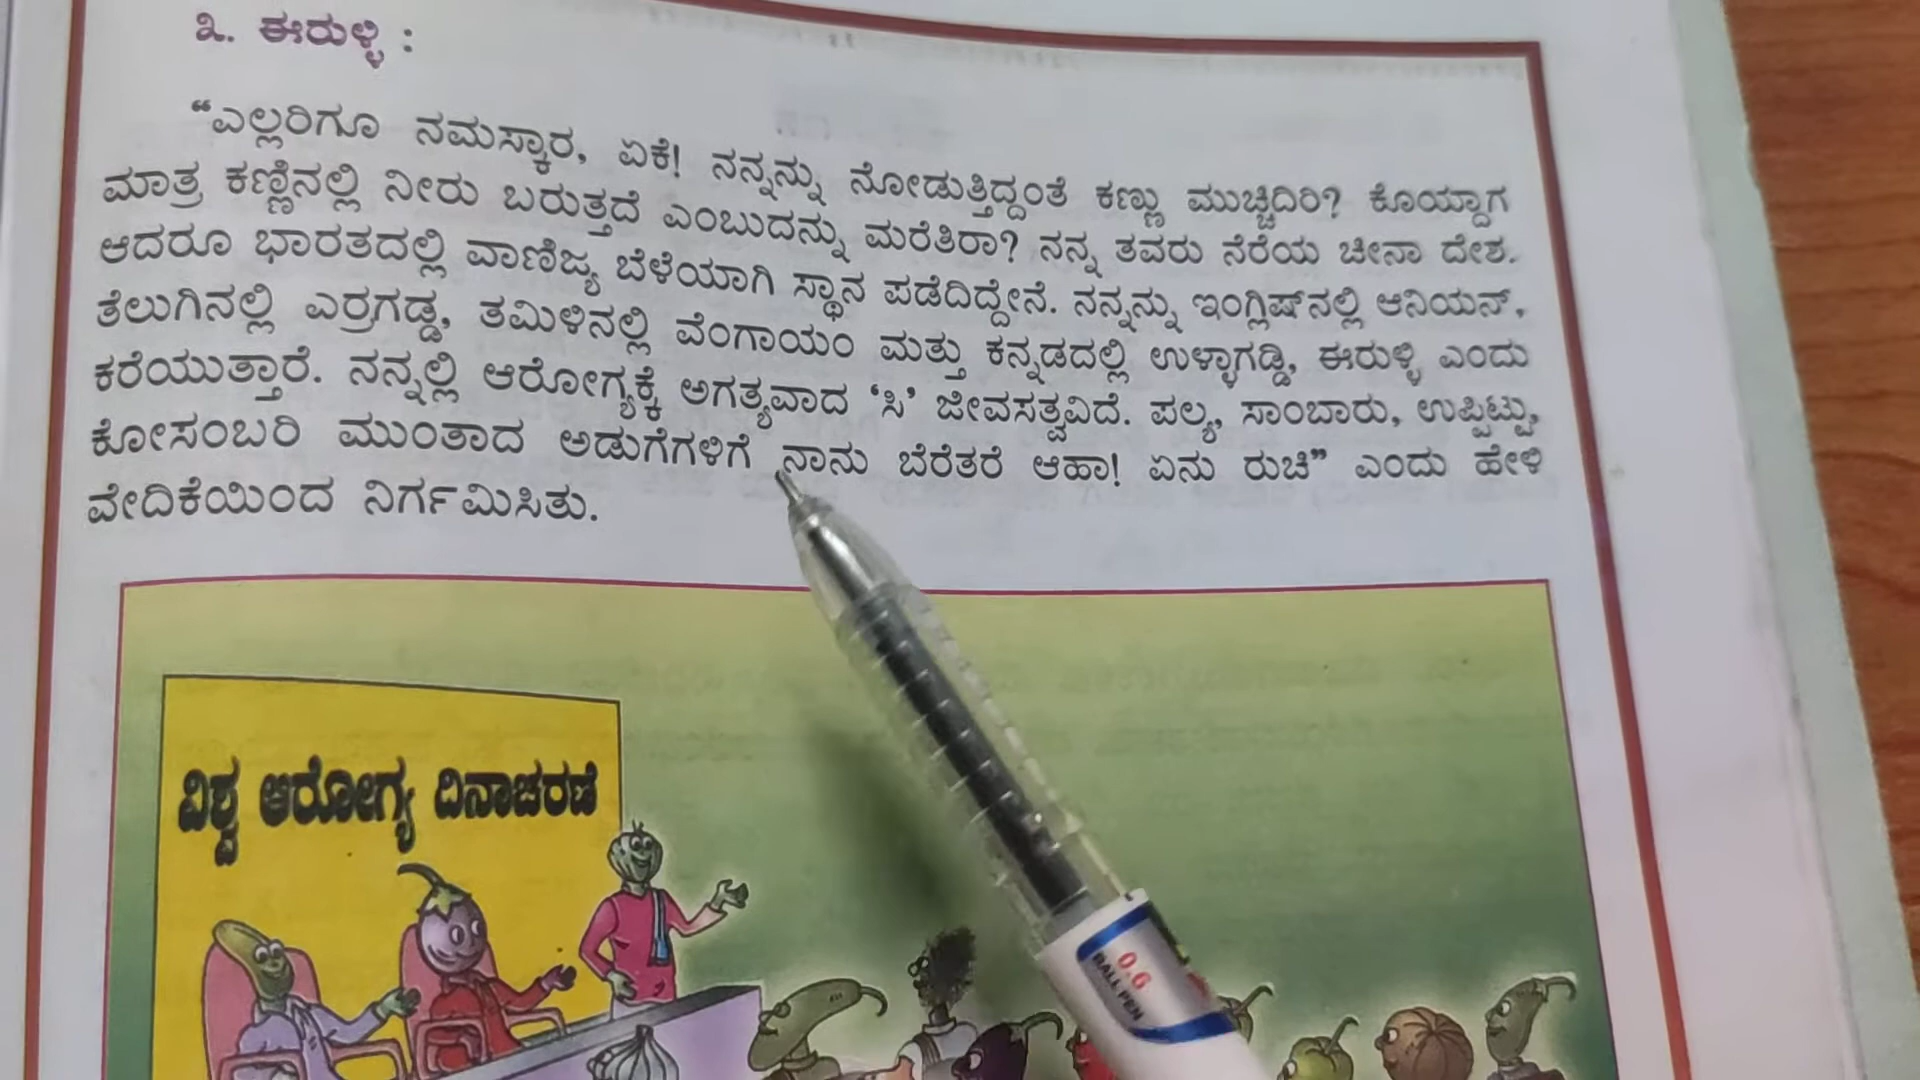 ೩. ಈರುಳ್ಳಿ :
“ಎಲ್ಲರಿಗೂ ನಮಸ್ಕಾರ, ಏಕೆ! ನನ್ನನ್ನು ನೋಡುತ್ತಿದ್ದಂತೆ ಕಣ್ಣು ಮುಚ್ಚಿದಿರಿ? ಕೊಯ್ದಾಗ
ಮಾತ್ರ ಕಣ್ಣಿನಲ್ಲಿ ನೀರು ಬರುತ್ತದೆ ಎಂಬುದನ್ನು ಮರೆತಿರಾ? ನನ್ನ ತವರು ನೆರೆಯ ಚೀನಾ ದೇಶ.
ಆದರೂ ಭಾರತದಲ್ಲಿ ವಾಣಿಜ್ಯ ಬೆಳೆಯಾಗಿ ಸ್ಥಾನ ಪಡೆದಿದ್ದೇನೆ. ನನ್ನನ್ನು ಇಂಗ್ಲಿಷ್‌ನಲ್ಲಿ ಆನಿಯನ್,
ತೆಲುಗಿನಲ್ಲಿ ಎರ್ರಗಡ್ಡ, ತಮಿಳಿನಲ್ಲಿ ವೆಂಗಾಯಂ ಮತ್ತು ಕನ್ನಡದಲ್ಲಿ ಉಳ್ಳಾಗಡ್ಡಿ, ಈರುಳ್ಳಿ ಎಂದು
ಕರೆಯುತ್ತಾರೆ. ನನ್ನಲ್ಲಿ ಆರೋಗ್ಯಕ್ಕೆ ಅಗತ್ಯವಾದ ‘ಸಿ’ ಜೀವಸತ್ವವಿದೆ. ಪಲ್ಯ, ಸಾಂಬಾರು, ಉಪ್ಪಿಟ್ಟು,
ಕೋಸಂಬರಿ ಮುಂತಾದ ಅಡುಗೆಗಳಿಗೆ ನಾನು ಬೆರೆತರೆ ಆಹಾ! ಏನು ರುಚಿ” ಎಂದು ಹೇಳಿ
ವೇದಿಕೆಯಿಂದ ನಿರ್ಗಮಿಸಿತು.
ವಿಶ್ವ ಆರೋಗ್ಯ ದಿನಾಚರಣೆ
0.6
BALL PEN